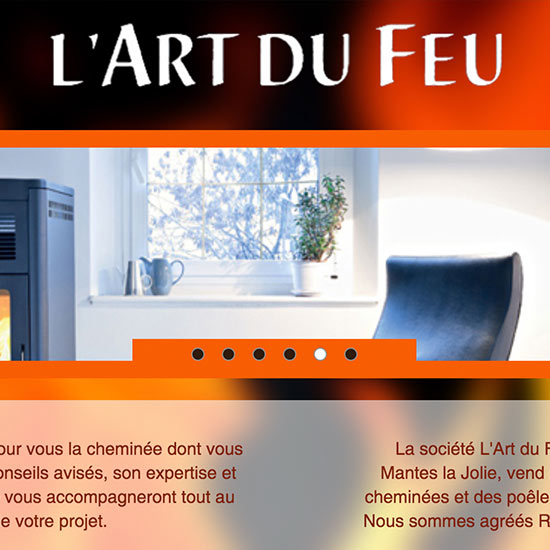 L'ART DU FEU
our vous la cheminée dont vous
onseils avisés, son expertise et
vous accompagneront tout au
e votre projet.
La société L'Art du F
Mantes la Jolie, vend
cheminées et des poêle
Nous sommes agréés R